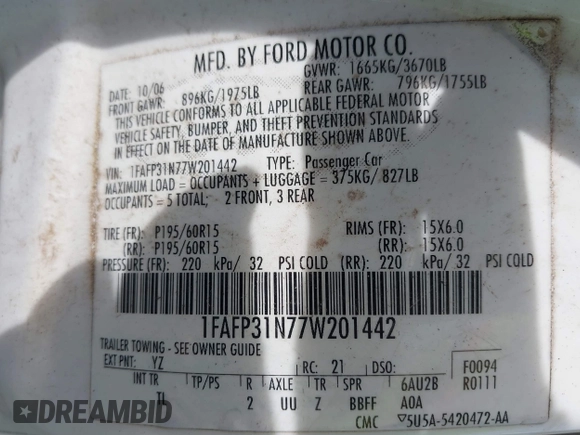 MFD. BY FORD MOTOR CO.
DATE: 10/06 GVWR: 1665KG/3670LB
FRONT GAWR: 896KG/1975LB REAR GAWR: 796KG/1755LB
THIS VEHICLE CONFORMS TO ALL APPLICABLE FEDERAL MOTOR
VEHICLE SAFETY, BUMPER, AND THEFT PREVENTION STANDARDS
IN EFFECT ON THE DATE OF MANUFACTURE SHOWN ABOVE.
VIN: 1FAFP31N77W201442 TYPE: Passenger Car
MAXIMUM LOAD = OCCUPANTS + LUGGAGE = 375KG/ 827LB
OCCUPANTS = 5 TOTAL; 2 FRONT, 3 REAR
TIRE (FR): P195/60R15 RIMS (FR): 15X6.0
(RR): P195/60R15 (RR): 15X6.0
PRESSURE (FR): 220 kPa/ 32 PSI COLD (RR): 220 kPa/ 32 PSI COLD
1FAFP31N77W201442
TRAILER TOWING - SEE OWNER GUIDE
EXT PNT: YZ RC: 21 DSO: F0094
INT TR TP/PS R AXLE TR SPR 6AU2B R0111
TL 2 UU Z BBFF A0A
CMC ▽5U5A-5420472-AA
AUTOBIDMASTER